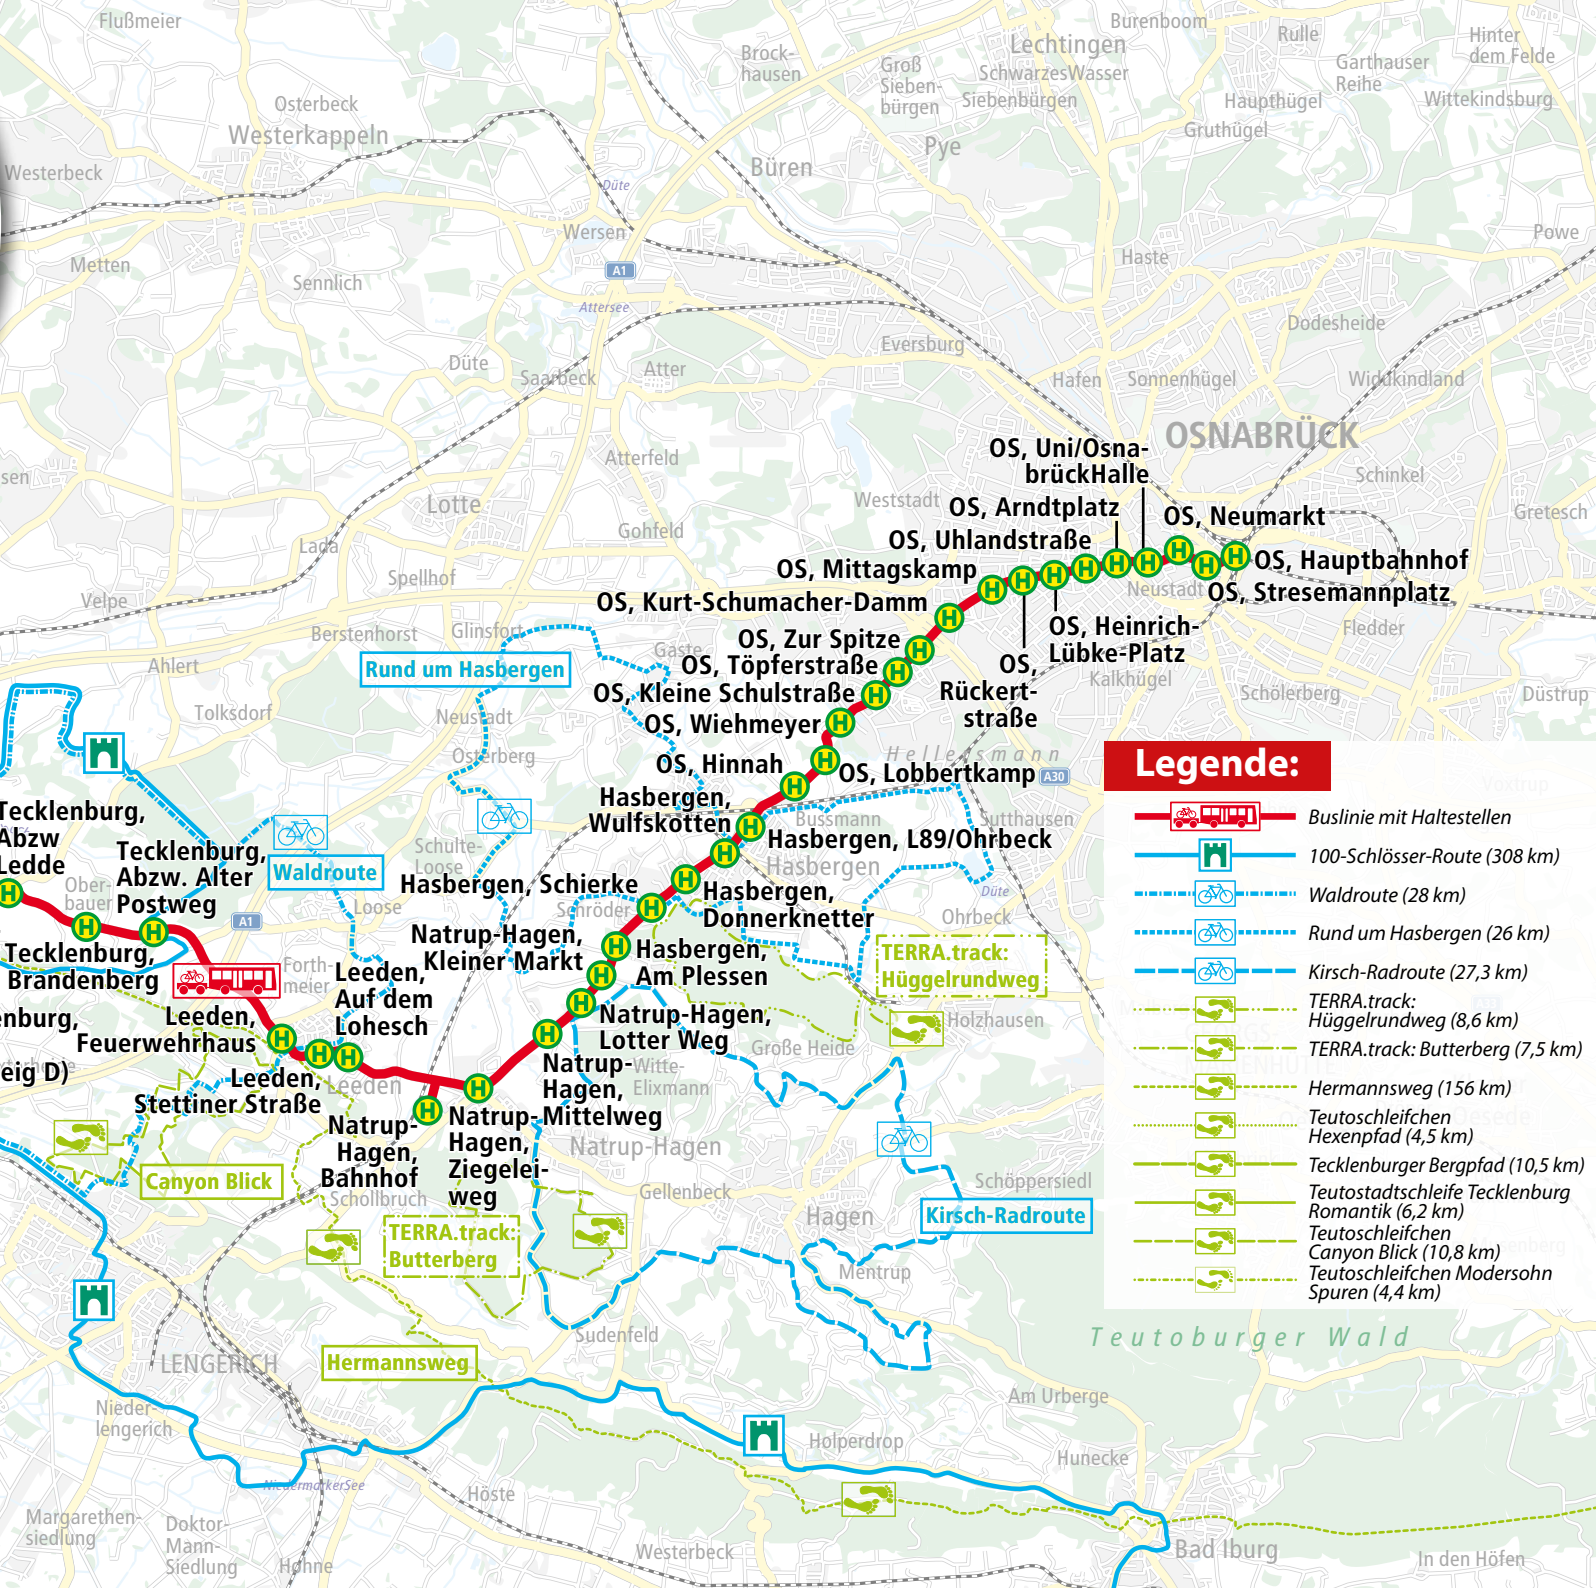 Flußmeier
Burenboom
Rulle
Hinter
dem Felde
Lechtingen
Brock-
hausen
Groß
Sieben-
bürgen
SchwarzesWasser
Siebenbürgen
Garthauser
Reihe
Haupthügel
Wittekindsburg
Gruthügel
Osterbeck
Westerkappeln
Westerbeck
Büren
Pye
Düte
Wersen
Powe
Metten
Sennlich
A1
Haste
Attersee
Dodesheide
Eversburg
Düte
Saarbeck
Atter
Hafen
Sonnenhügel
Widukindland
OSNABRÜCK
OS, Uni/Osna-
brückHalle
Atterfeld
Schinkel
sen
Lotte
Weststadt
OS, Arndtplatz
OS, Neumarkt
Gretesch
Gohfeld
OS, Uhlandstraße
Lada
OS, Hauptbahnhof
Spellhof
OS, Mittagskamp
Neustadt
OS, Stresemannplatz
Velpe
OS, Kurt-Schumacher-Damm
Berstenhorst
Glinsfort
OS, Heinrich-
Lübke-Platz
Fledder
Gaste
OS, Zur Spitze
OS,
Rückert-
straße
Ahlert
Rund um Hasbergen
OS, Töpferstraße
Kalkhügel
OS, Kleine Schulstraße
Schölerberg
Düstrup
Tolksdorf
Neustadt
OS, Wiehmeyer
Osterberg
Hellensmann
OS, Hinnah
OS, Lobbertkamp
A30
Legende:
Hasbergen,
Wulfskotten
Bussmann
Sutthausen
Hasbergen, L89/Ohrbeck
Hasbergen
Tecklenburg,
Abzw
Ledde
Tecklenburg,
Abzw. Alter
Postweg
Schulte-
Loose
Waldroute
Ober-
bauer
Hasbergen, Schierke
Hasbergen,
Donnerknetter
Düte
Loose
A1
Schröder
Ohrbeck
Natrup-Hagen,
Kleiner Markt
Hasbergen,
Am Plessen
TERRA.track:
Hüggelrundweg
Tecklenburg,
Brandenberg
Forth-
meier
Leeden,
Auf dem
Lohesch
nburg,
Leeden,
Feuerwehrhaus
Natrup-Hagen,
Lotter Weg
Holzhausen
Große Heide
eig D)
Leeden,
Stettiner Straße
Leeden
Natrup-
Hagen,
Mittelweg
Witte-
Elixmann
Natrup-
Hagen,
Bahnhof
Natrup-
Hagen,
Ziegelei-
weg
Natrup-Hagen
Canyon Blick
Schollbruch
Gellenbeck
Schöppersiedl
Hagen
Kirsch-Radroute
TERRA.track:
Butterberg
Mentrup
Sudenfeld
LENGERICH
Hermannsweg
Teutoburger Wald
Am Urberge
Nieder-
lengerich
Holperdrop
Hunecke
NiedermarkerSee
Höste
Margarethen-
siedlung
Doktor-
Mann-
Siedlung
Hohne
Westerbeck
Bad Iburg
In den Höfen
Buslinie mit Haltestellen
100-Schlösser-Route (308 km)
Waldroute (28 km)
Rund um Hasbergen (26 km)
Kirsch-Radroute (27,3 km)
TERRA.track:
Hüggelrundweg (8,6 km)
TERRA.track: Butterberg (7,5 km)
Hermannsweg (156 km)
Teutoschleifchen
Hexenpfad (4,5 km)
Tecklenburger Bergpfad (10,5 km)
Teutostadtschleife Tecklenburg
Romantik (6,2 km)
Teutoschleifchen
Canyon Blick (10,8 km)
Teutoschleifchen Modersohn
Spuren (4,4 km)